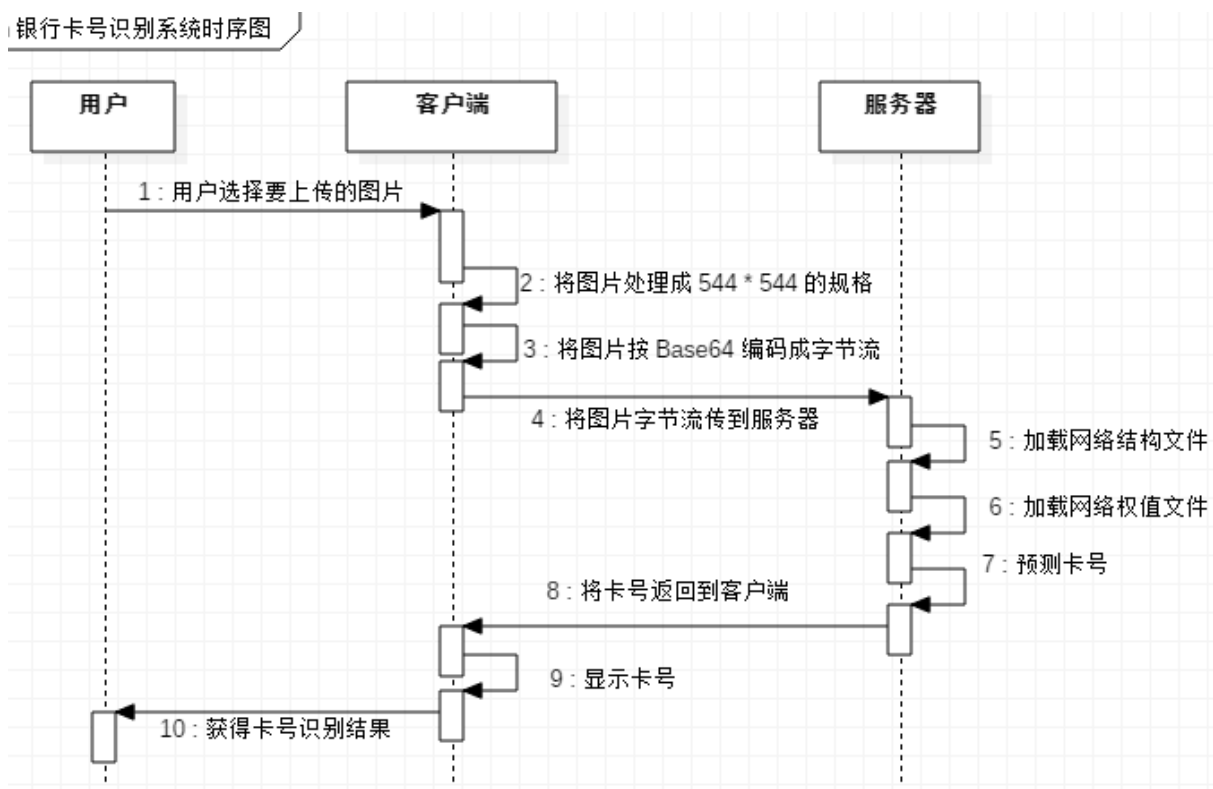 银行卡号识别系统时序图
用户
客户端
服务器
1 : 用户选择要上传的图片
2 : 将图片处理成 544 * 544 的规格
3 : 将图片按 Base64 编码成字节流
4 : 将图片字节流传到服务器
5 : 加载网络结构文件
6 : 加载网络权值文件
7 : 预测卡号
8 : 将卡号返回到客户端
9 : 显示卡号
10 : 获得卡号识别结果